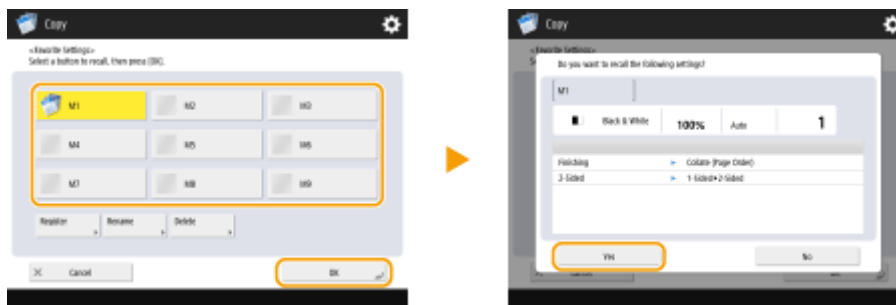 Copy
<Favorite Settings>
Select a button to recall, then press [OK].
M1
M2
M3
M4
M5
M6
M7
M8
M9
Register
Rename
Delete
Cancel
OK
Copy
<Favorite Settings>
Do you want to recall the following settings?
M1
Black & White
100%
Auto
1
Finishing
Collate (Page Order)
2-Sided
1-Sided▸2-Sided
Yes
No